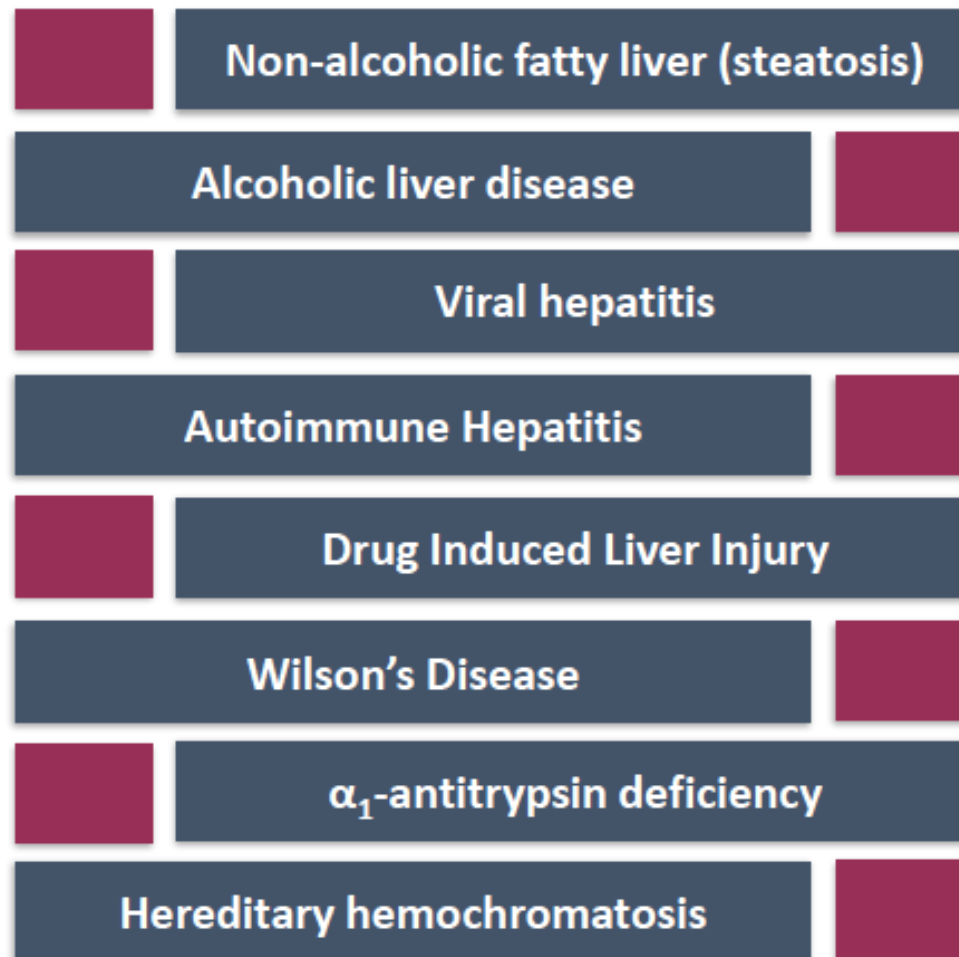 Non-alcoholic fatty liver (steatosis)
Alcoholic liver disease
Viral hepatitis
Autoimmune Hepatitis
Drug Induced Liver Injury
Wilson’s Disease
α₁-antitrypsin deficiency
Hereditary hemochromatosis